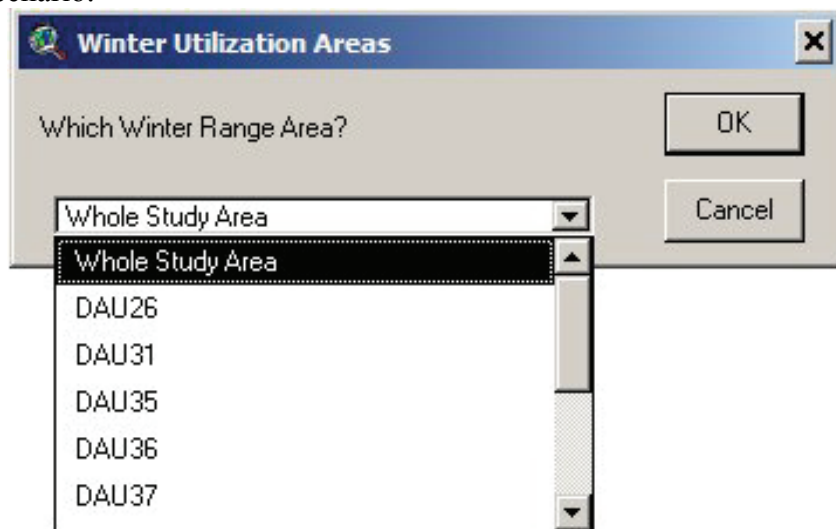 Winter Utilization Areas
Which Winter Range Area?
OK
Cancel
Whole Study Area
Whole Study Area
DAU26
DAU31
DAU35
DAU36
DAU37